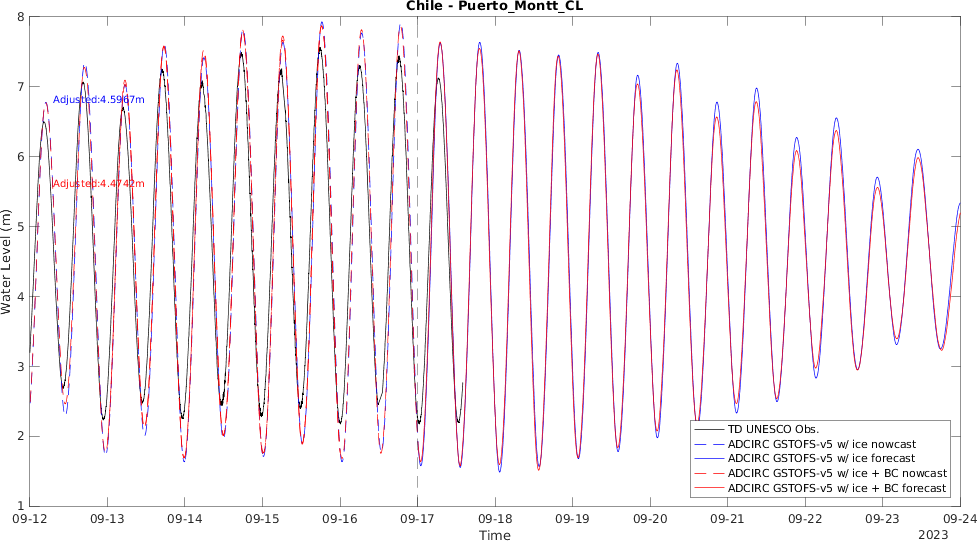 Chile - Puerto_Montt_CL
Water Level (m)
8
7
6
5
4
3
2
1
Adjusted:4.5967m
Adjusted:4.4742m
TD UNESCO Obs.
ADCIRC GSTOFS-v5 w/ ice nowcast
ADCIRC GSTOFS-v5 w/ ice forecast
ADCIRC GSTOFS-v5 w/ ice + BC nowcast
ADCIRC GSTOFS-v5 w/ ice + BC forecast
09-12 09-13 09-14 09-15 09-16 09-17 09-18 09-19 09-20 09-21 09-22 09-23 09-24
Time
2023